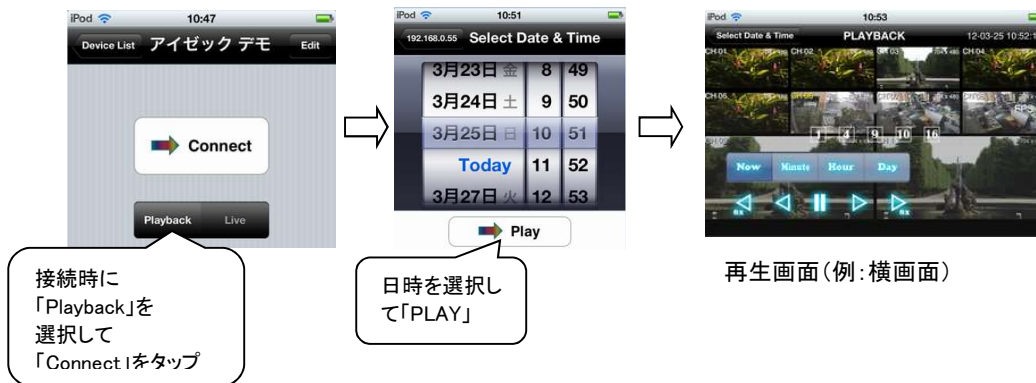 iPod 10:47
Device List アイゼック デモ Edit
Connect
Playback Live
接続時に
「Playback」を
選択して
「Connect」をタップ
iPod 10:51
192.168.0.55 Select Date & Time
3月23日 金 8 49
3月24日 土 9 50
3月25日 日 10 51
Today 11 52
3月27日 火 12 53
Play
日時を選択し
て「PLAY」
iPod 10:53
Select Date & Time PLAYBACK 12-03-25 10:52:1
CH 01 CH 02 CH 03 CH 04
CH 05
1 4 9 10 16
Now Minute Hour Day
再生画面(例:横画面)